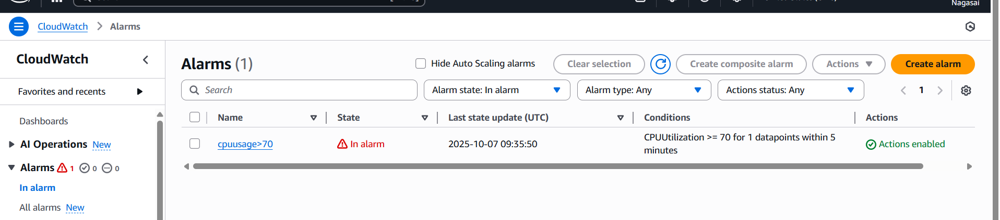 Nagasai
CloudWatch > Alarms
CloudWatch
Favorites and recents
Dashboards
AI Operations New
Alarms 1 0 0
In alarm
All alarms New
Alarms (1)
Hide Auto Scaling alarms
Clear selection
Create composite alarm
Actions
Create alarm
Search
Alarm state: In alarm
Alarm type: Any
Actions status: Any
1
Name State Last state update (UTC) Conditions Actions
cpuusage>70 In alarm 2025-10-07 09:35:50 CPUUtilization >= 70 for 1 datapoints within 5
minutes
Actions enabled